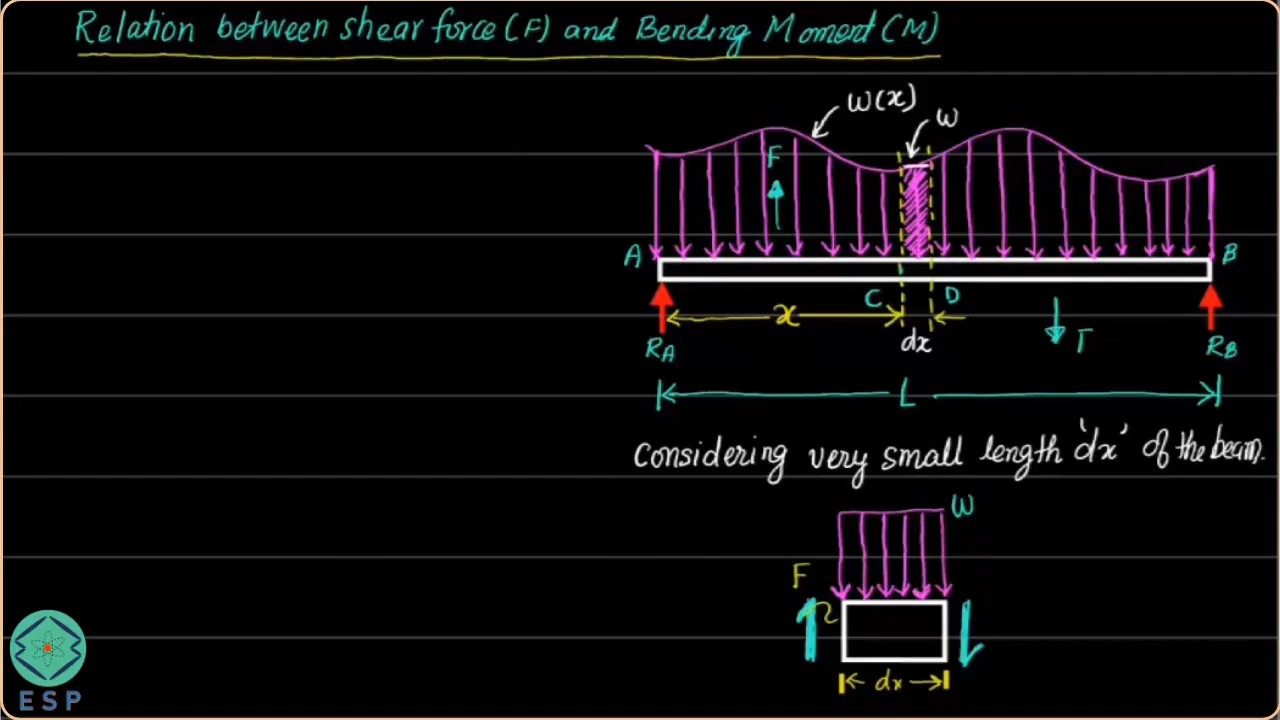 Relation between shear force (F) and Bending Moment (M)
w(x)
w
F
A
B
C
D
x
dx
RA
F
RB
L
Considering very small length 'dx' of the beam.
w
F
dx
ESP